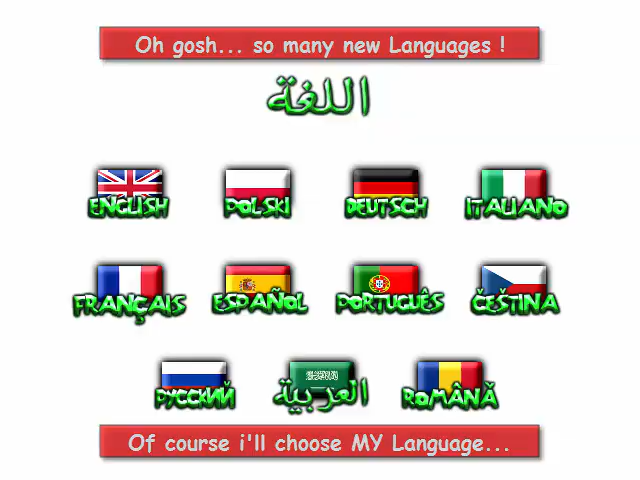 Oh gosh... so many new Languages !
اللغة
ENGLISH POLSKI DEUTSCH ITALIANO
FRANÇAIS ESPAÑOL PORTUGUÊS ČEŠTINA
РУССКИЙ العربية ROMÂNĂ
Of course i'll choose MY Language...